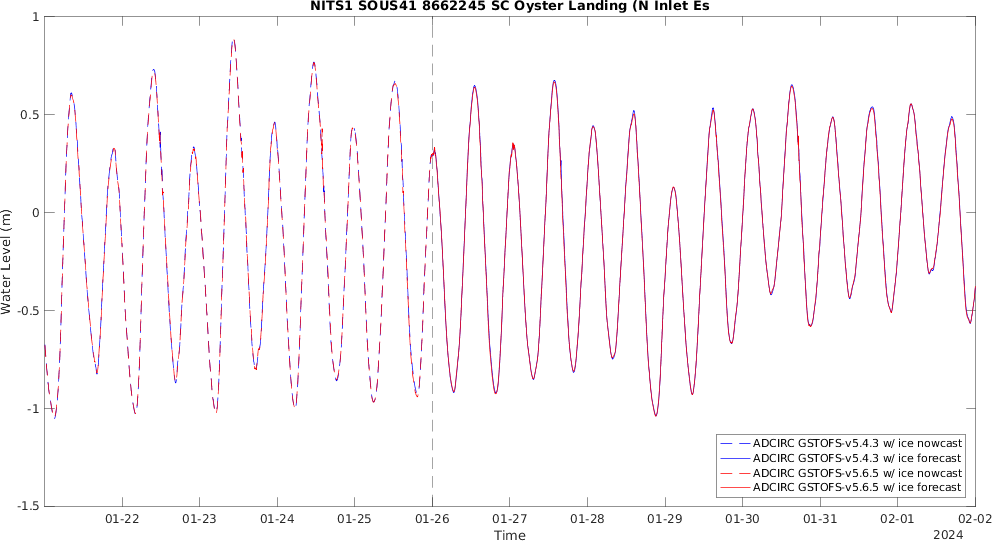 NITS1 SOUS41 8662245 SC Oyster Landing (N Inlet Es
Water Level (m)
1
0.5
0
-0.5
-1
-1.5
ADCIRC GSTOFS-v5.4.3 w/ ice nowcast
ADCIRC GSTOFS-v5.4.3 w/ ice forecast
ADCIRC GSTOFS-v5.6.5 w/ ice nowcast
ADCIRC GSTOFS-v5.6.5 w/ ice forecast
01-22 01-23 01-24 01-25 01-26 01-27 01-28 01-29 01-30 01-31 02-01 02-02
Time
2024